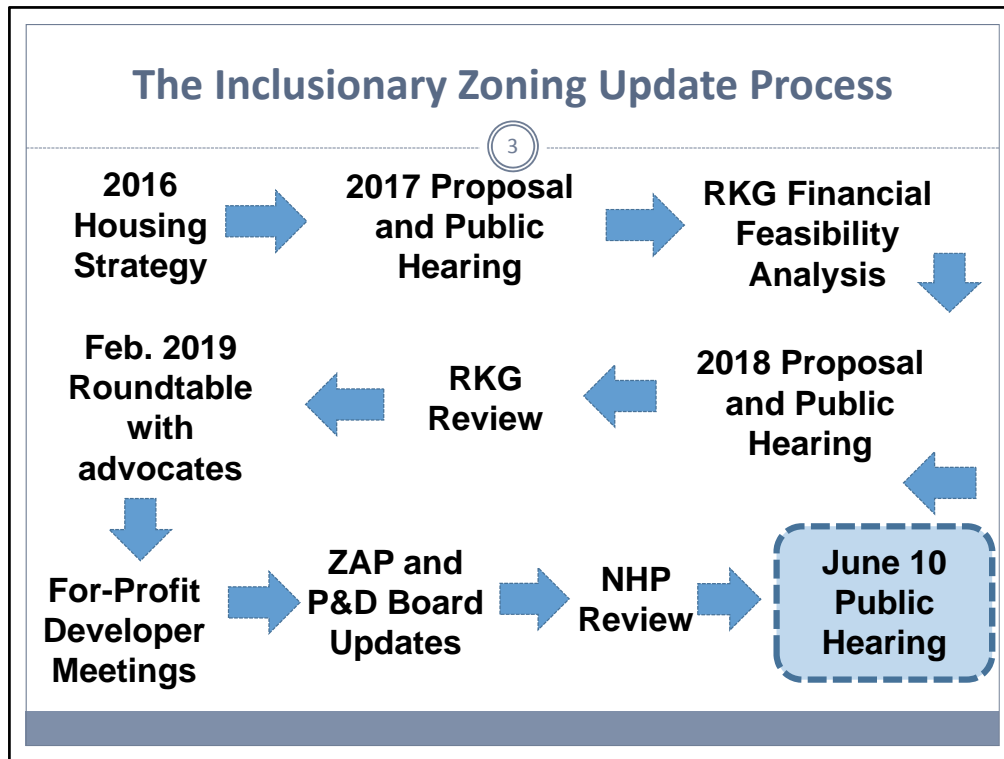 The Inclusionary Zoning Update Process
3
2016
Housing
Strategy
2017 Proposal
and Public
Hearing
RKG Financial
Feasibility
Analysis
2018 Proposal
and Public
Hearing
RKG
Review
Feb. 2019
Roundtable
with
advocates
For-Profit
Developer
Meetings
ZAP and
P&D Board
Updates
NHP
Review
June 10
Public
Hearing